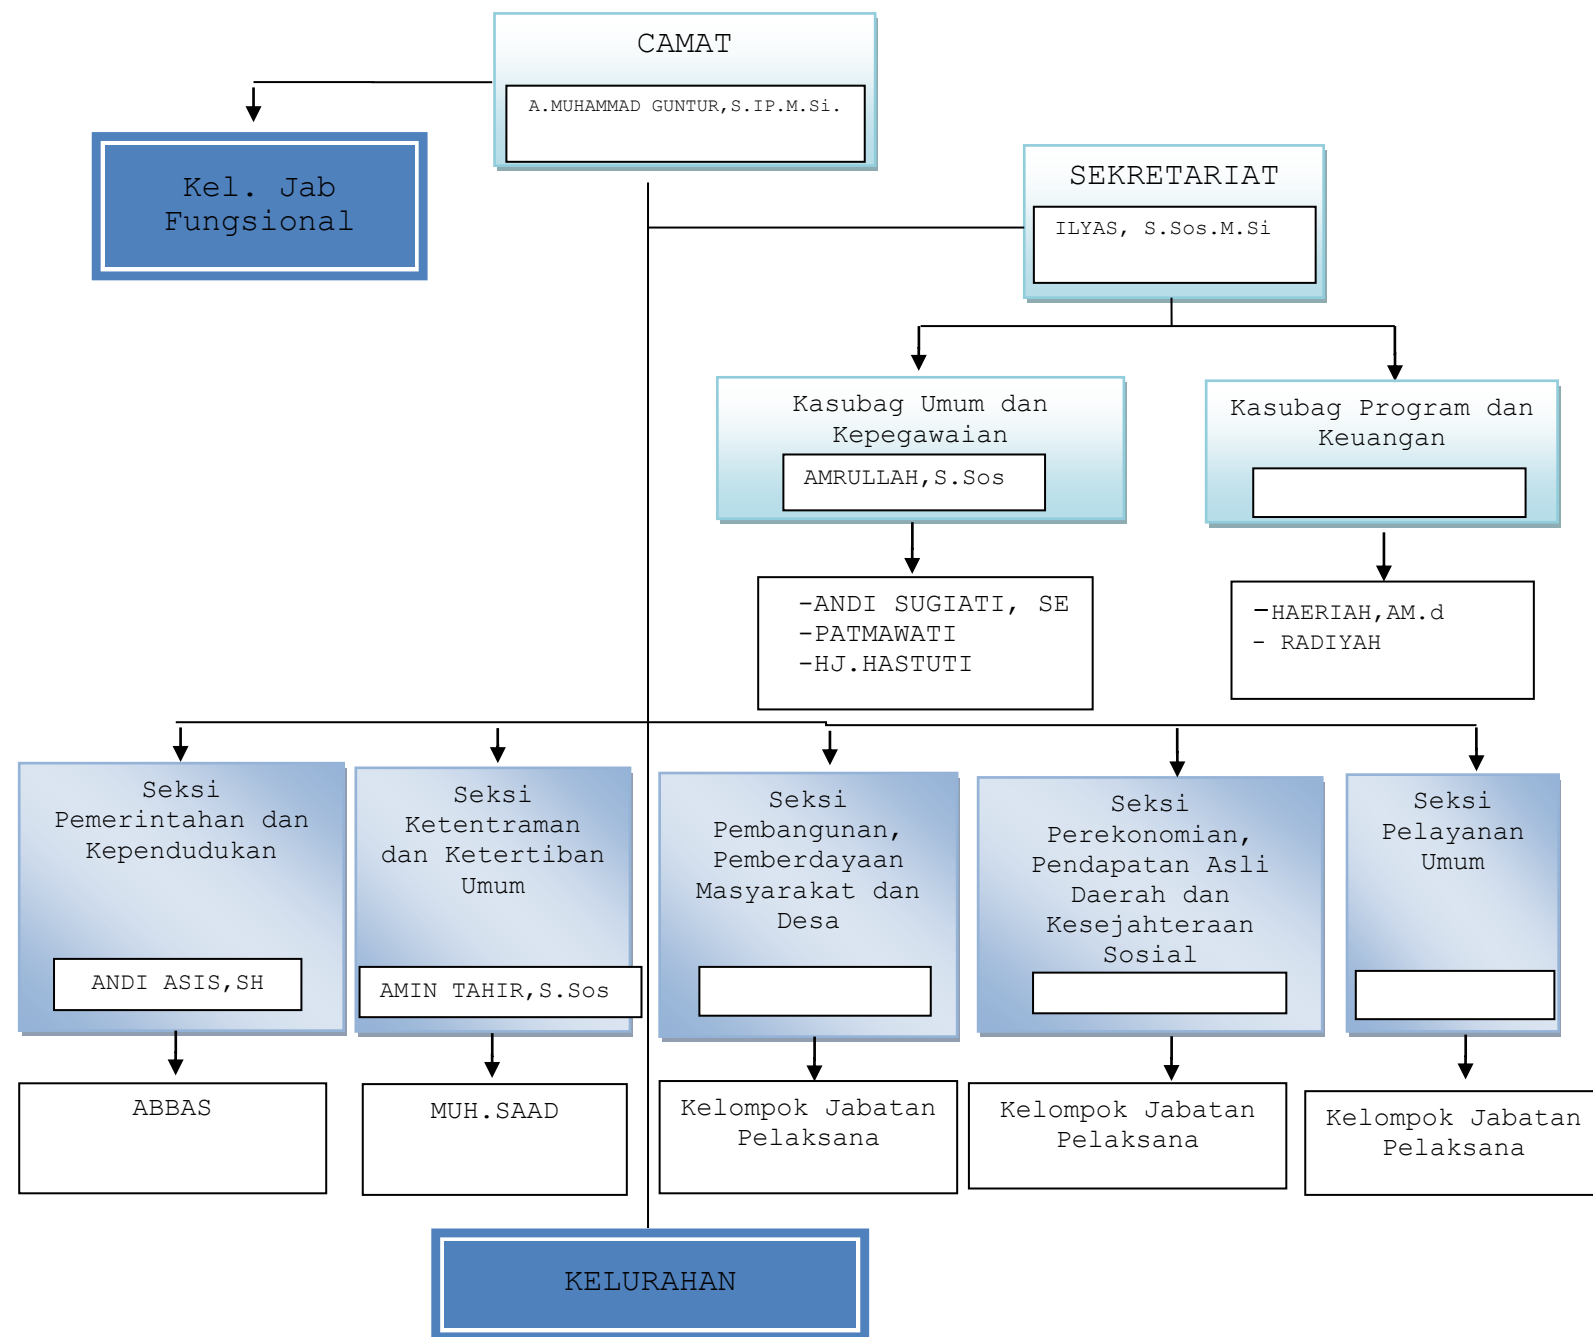 CAMAT
A.MUHAMMAD GUNTUR,S.IP.M.Si.
Kel. Jab
Fungsional
SEKRETARIAT
ILYAS, S.Sos.M.Si
Kasubag Umum dan
Kepegawaian
AMRULLAH,S.Sos
Kasubag Program dan
Keuangan
-ANDI SUGIATI, SE
-PATMAWATI
-HJ.HASTUTI
-HAERIAH,AM.d
- RADIYAH
Seksi
Pemerintahan dan
Kependudukan
ANDI ASIS,SH
Seksi
Ketentraman
dan Ketertiban
Umum
AMIN TAHIR,S.Sos
Seksi
Pembangunan,
Pemberdayaan
Masyarakat dan
Desa
Seksi
Perekonomian,
Pendapatan Asli
Daerah dan
Kesejahteraan
Sosial
Seksi
Pelayanan
Umum
ABBAS
MUH.SAAD
Kelompok Jabatan
Pelaksana
Kelompok Jabatan
Pelaksana
Kelompok Jabatan
Pelaksana
KELURAHAN